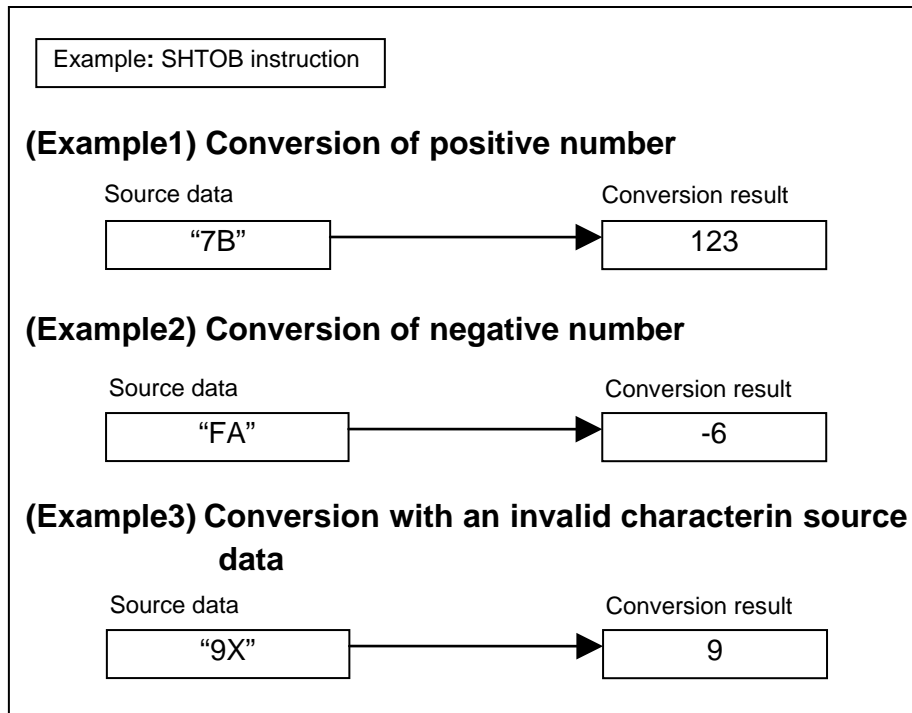 Example: SHTOB instruction
(Example1) Conversion of positive number
Source data
Conversion result
“7B”
123
(Example2) Conversion of negative number
Source data
Conversion result
“FA”
-6
(Example3) Conversion with an invalid characterin source
data
Source data
Conversion result
“9X”
9